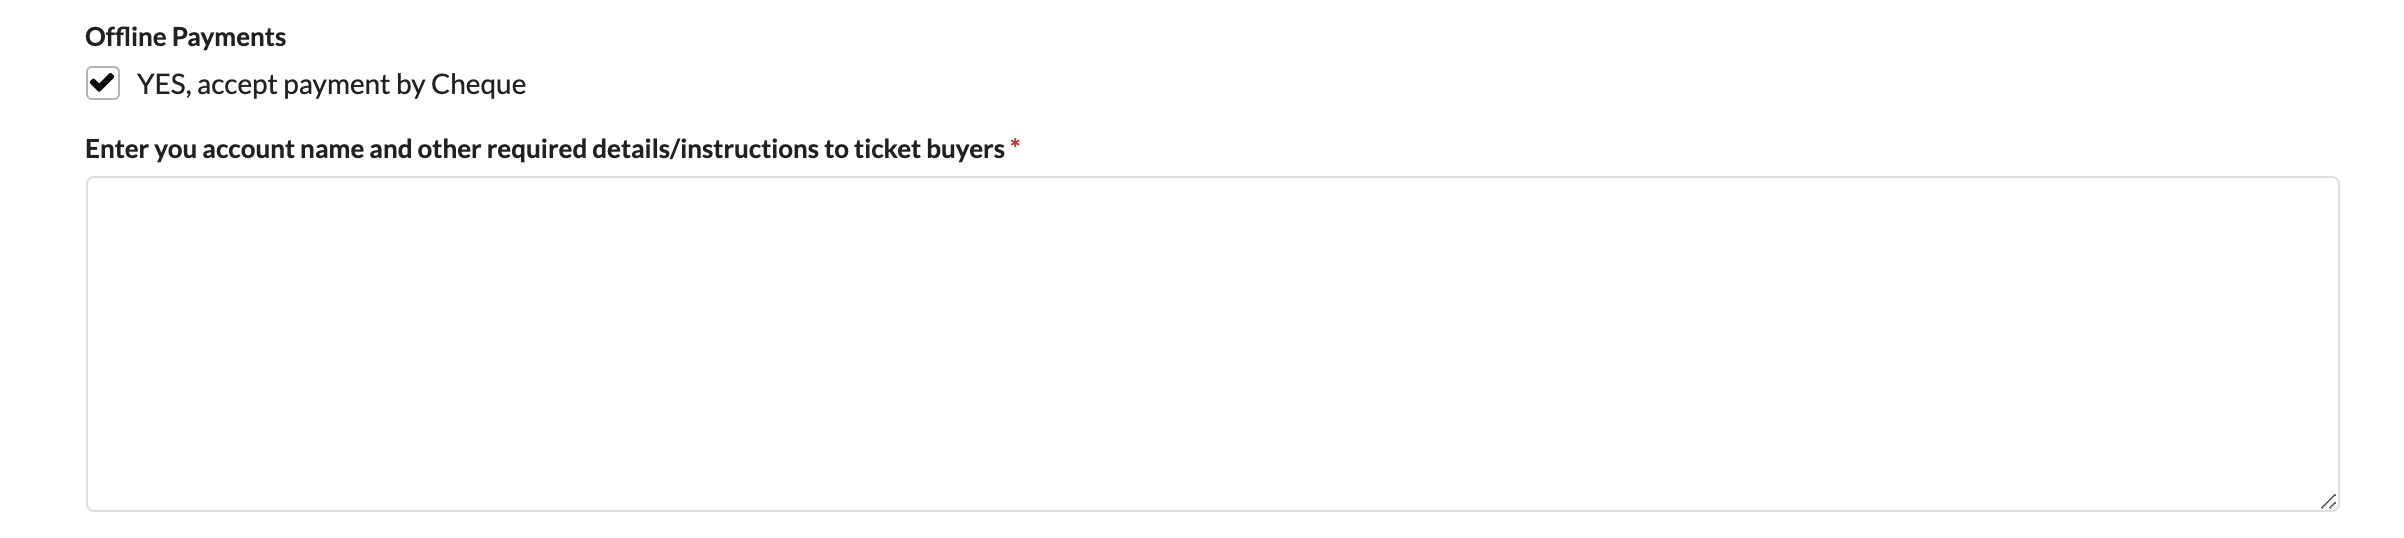 Offline Payments
YES, accept payment by Cheque
Enter you account name and other required details/instructions to ticket buyers *